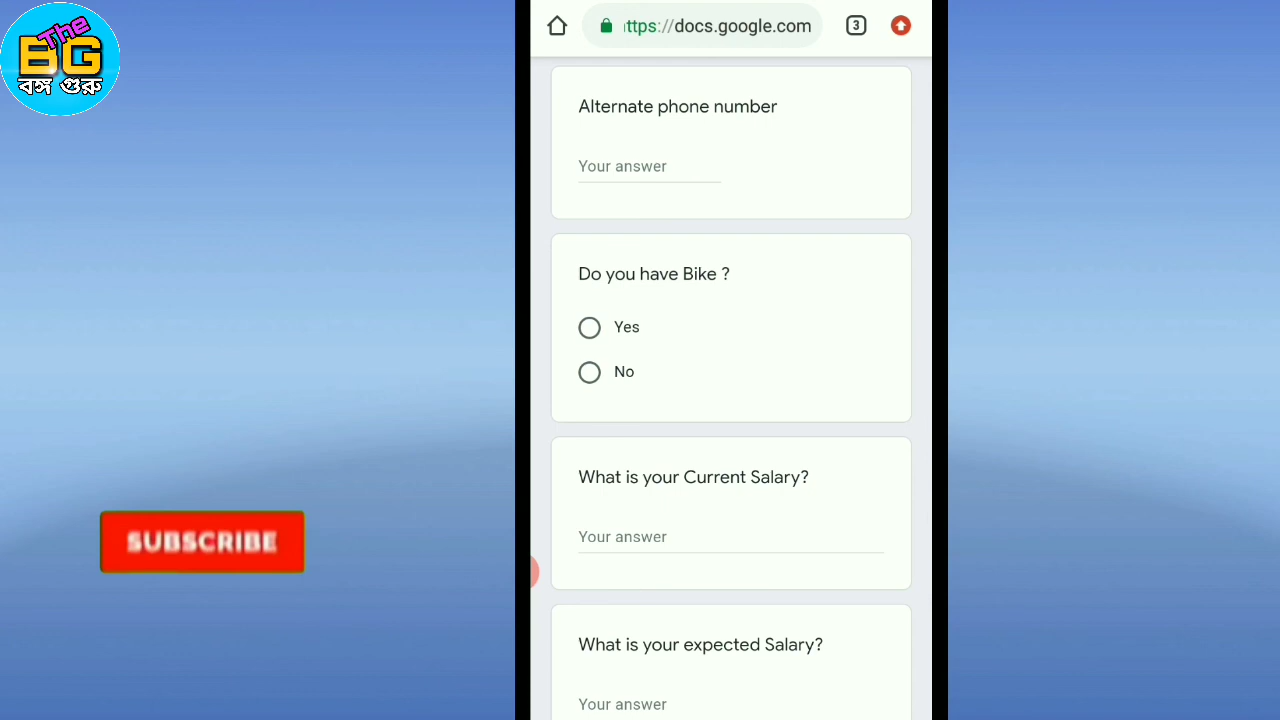 The
BG
বঙ্গ গুরু
ttps://docs.google.com
3
Alternate phone number
Your answer
Do you have Bike ?
Yes
No
What is your Current Salary?
Your answer
SUBSCRIBE
What is your expected Salary?
Your answer